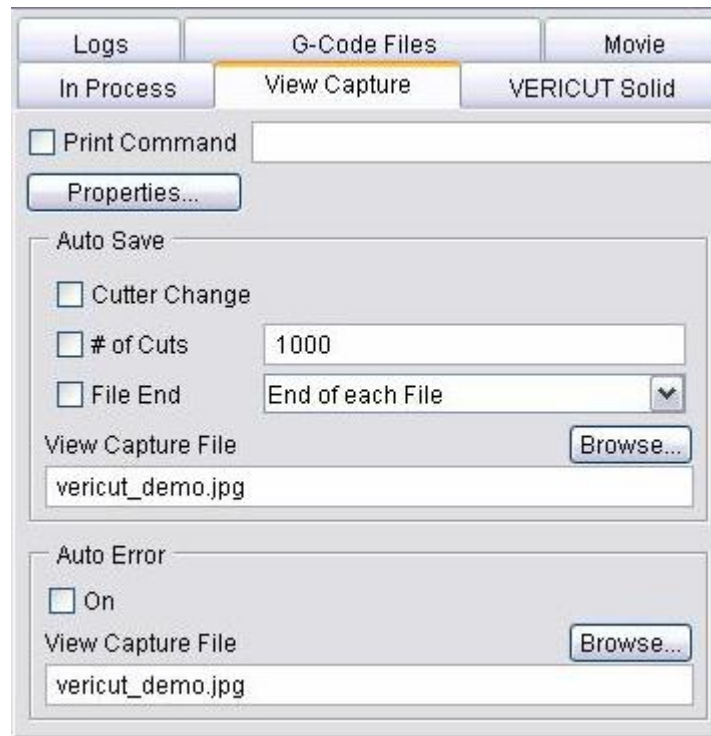 Logs G-Code Files Movie
In Process View Capture VERICUT Solid
Print Command
Properties...
Auto Save
Cutter Change
# of Cuts 1000
File End End of each File
View Capture File Browse...
vericut_demo.jpg
Auto Error
On
View Capture File Browse...
vericut_demo.jpg